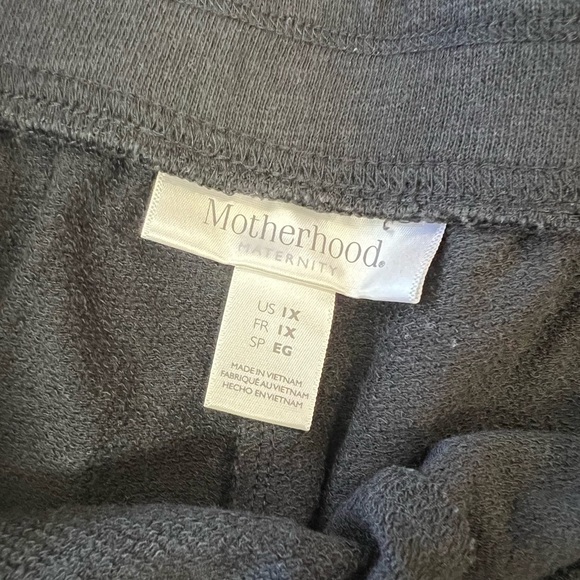 Motherhood®
MATERNITY
US 1X
FR 1X
SP EG
MADE IN VIETNAM
FABRIQUÉ AU VIETNAM
HECHO EN VIETNAM